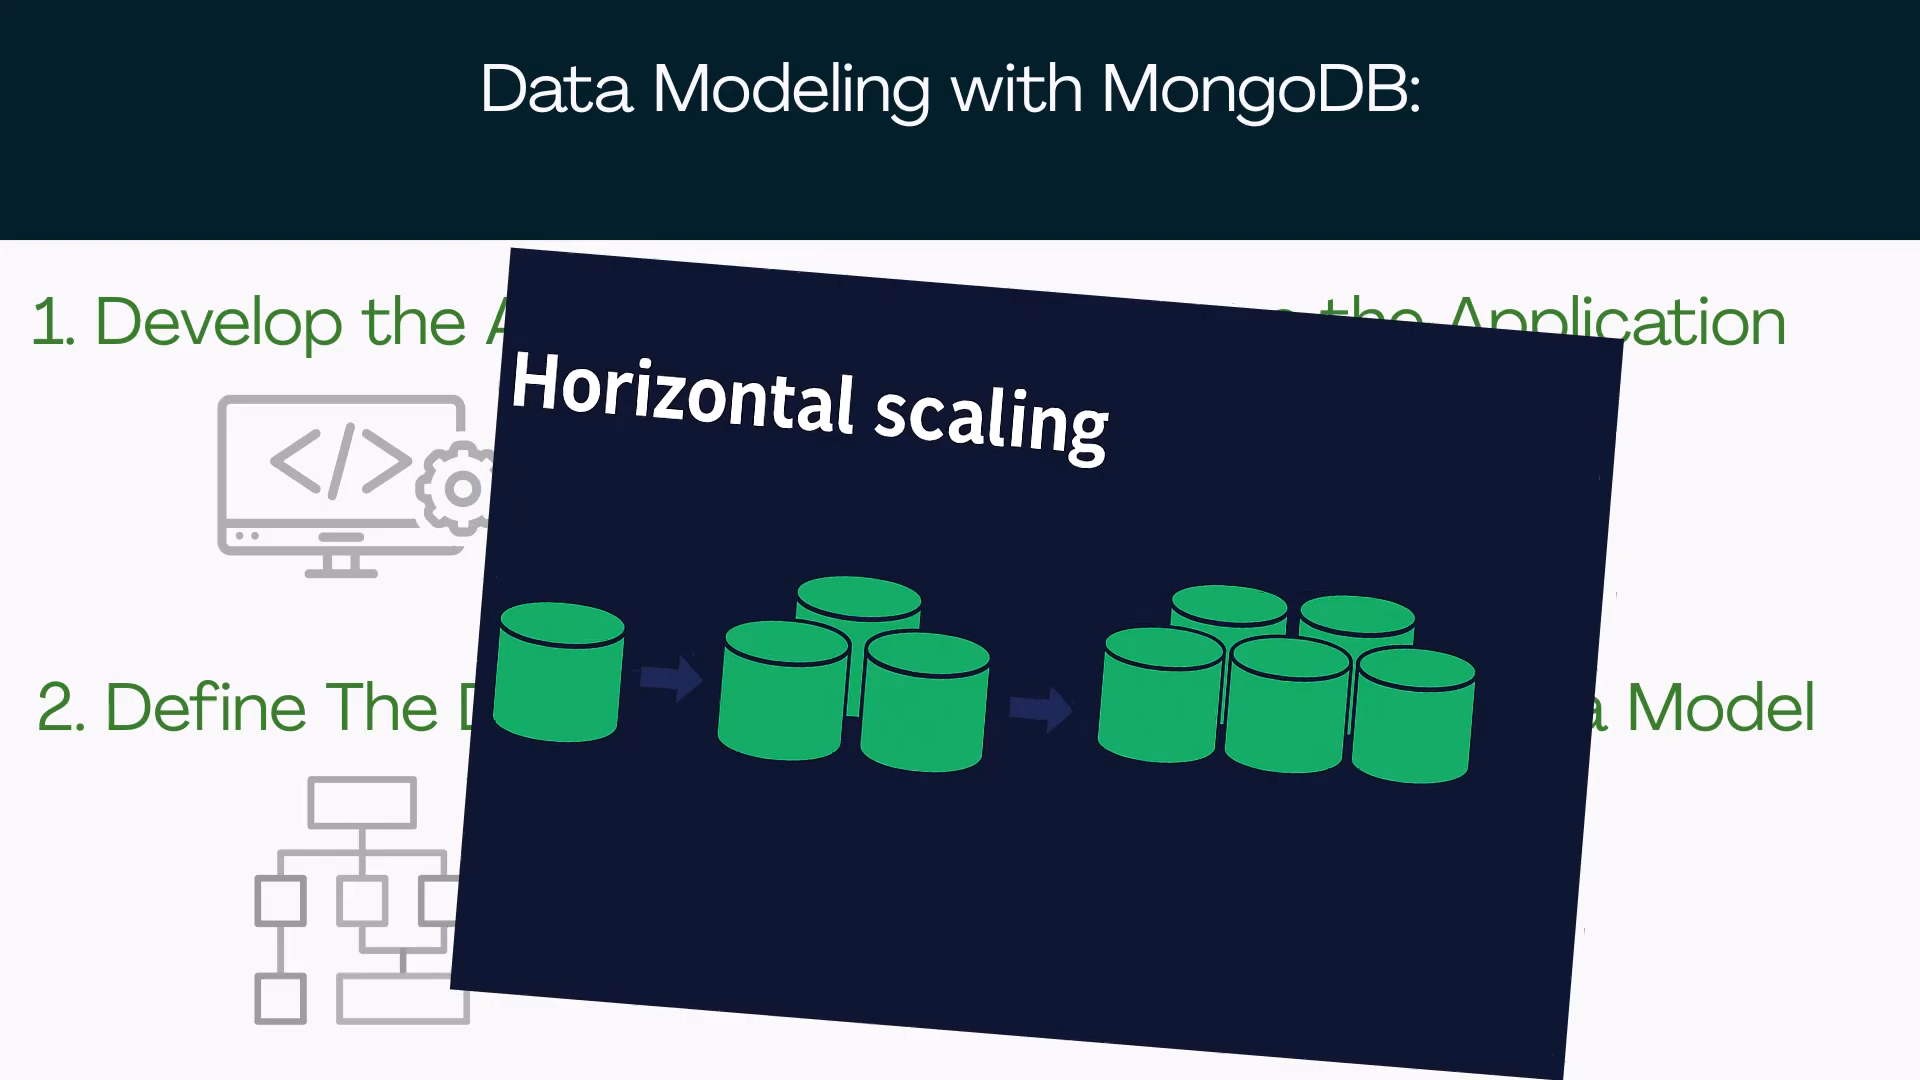 Data Modeling with MongoDB:
1. Develop the the Application
Horizontal scaling
2. Define The Model